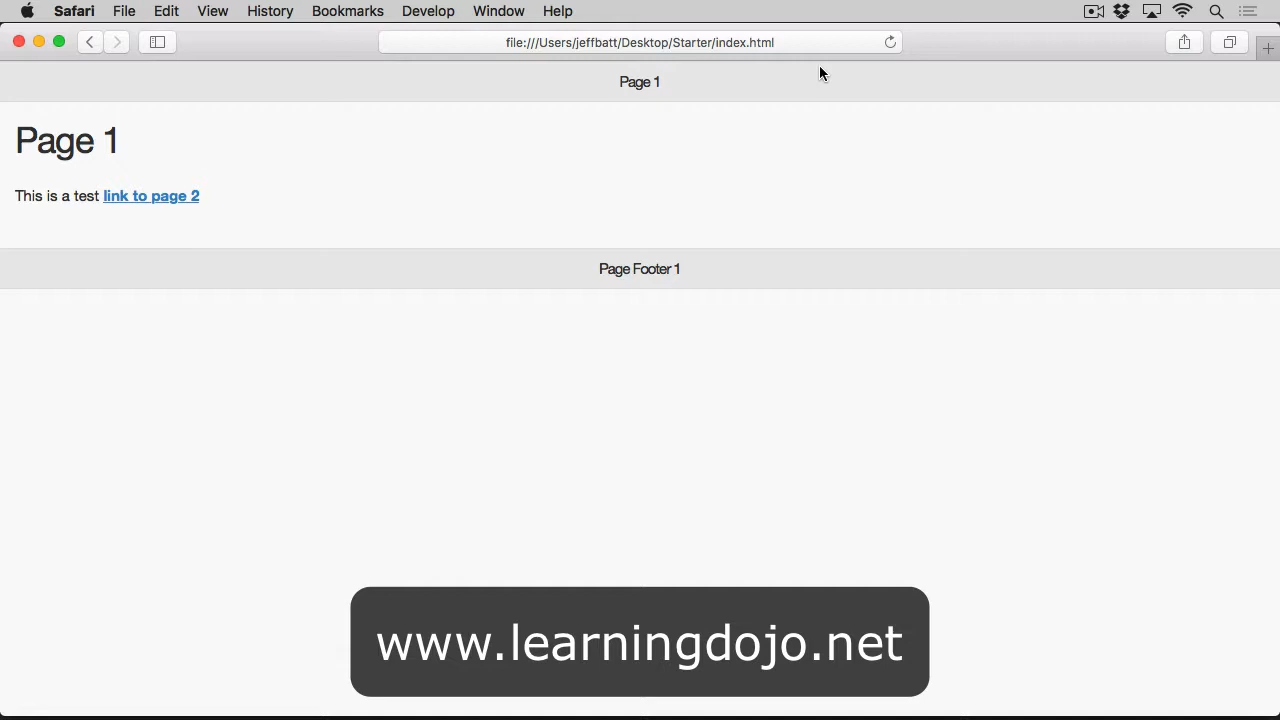 Safari File Edit View History Bookmarks Develop Window Help
file:///Users/jeffbatt/Desktop/Starter/index.html
Page 1
Page 1
This is a test link to page 2
Page Footer 1
www.learningdojo.net